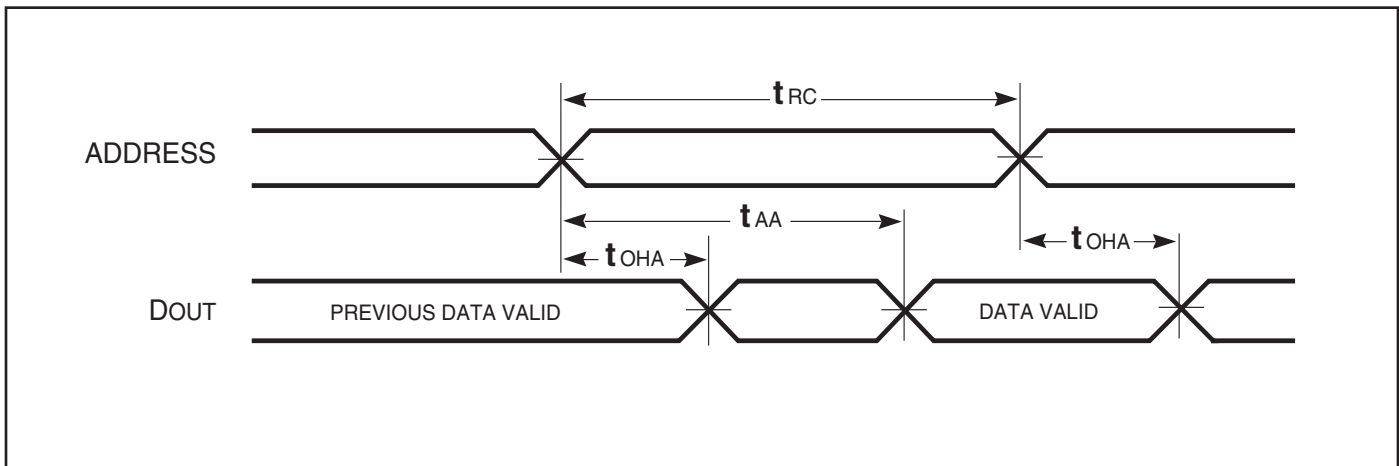 tRC
ADDRESS
tAA
tOHA
tOHA
DOUT
PREVIOUS DATA VALID
DATA VALID